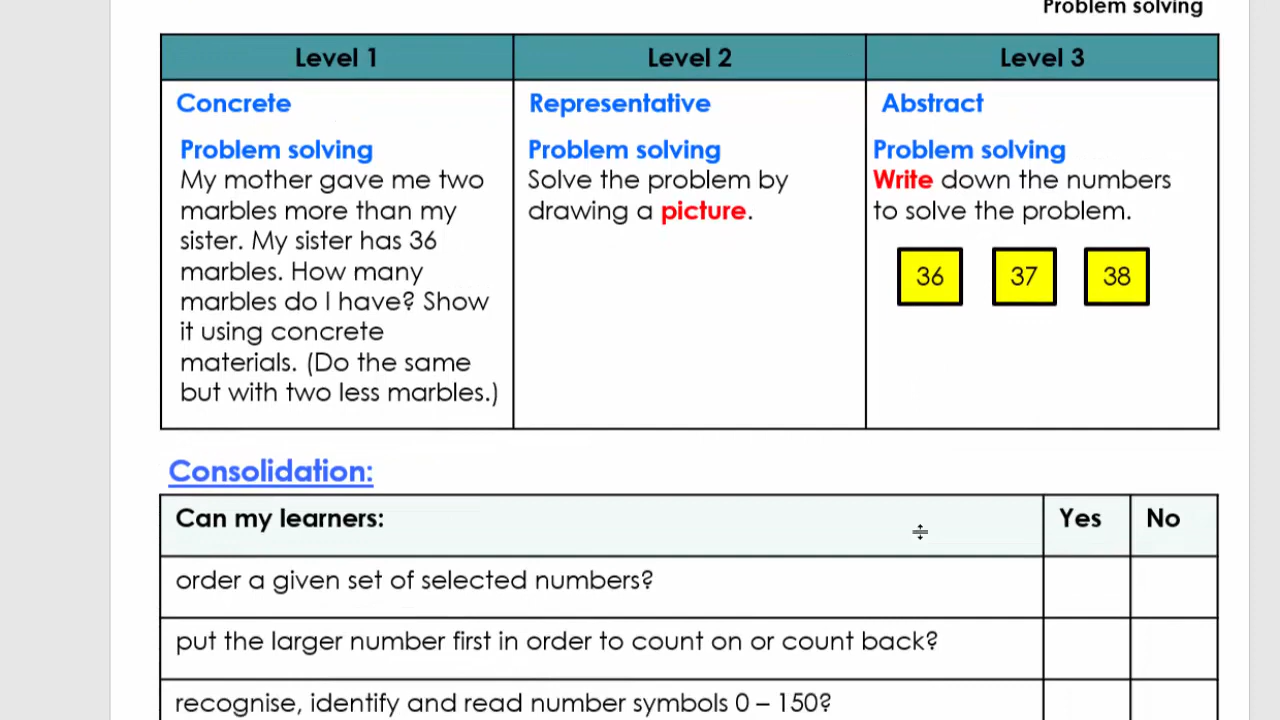 Problem solving
Level 1
Level 2
Level 3
Concrete
Problem solving
My mother gave me two
marbles more than my
sister. My sister has 36
marbles. How many
marbles do I have? Show
it using concrete
materials. (Do the same
but with two less marbles.)
Representative
Problem solving
Solve the problem by
drawing a picture.
Abstract
Problem solving
Write down the numbers
to solve the problem.
36 37 38
Consolidation:
Can my learners: Yes No
order a given set of selected numbers?
put the larger number first in order to count on or count back?
recognise, identify and read number symbols 0 – 150?